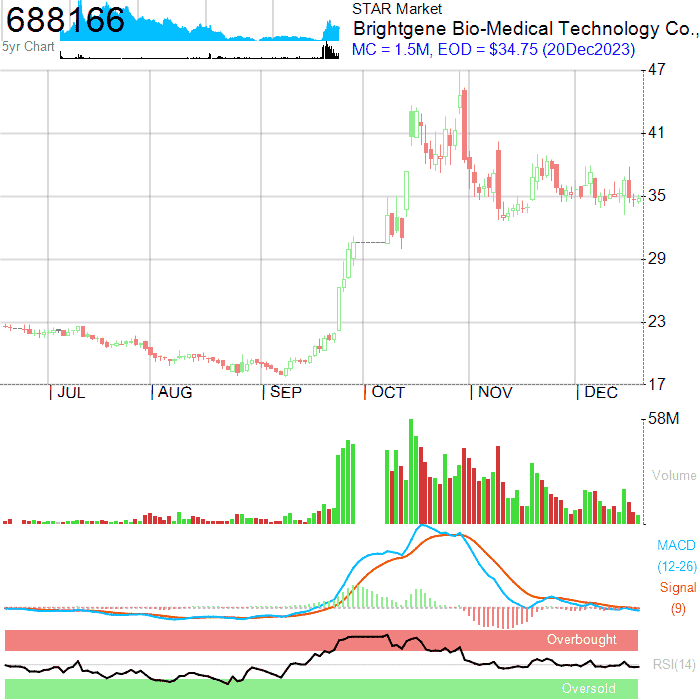 688166
STAR Market
Brightgene Bio-Medical Technology Co.,
5yr Chart
MC = 1.5M, EOD = $34.75 (20Dec2023)
47
41
35
29
23
17
JUL AUG SEP OCT NOV DEC
58M
Volume
MACD
(12-26)
Signal
(9)
Overbought
RSI(14)
Oversold